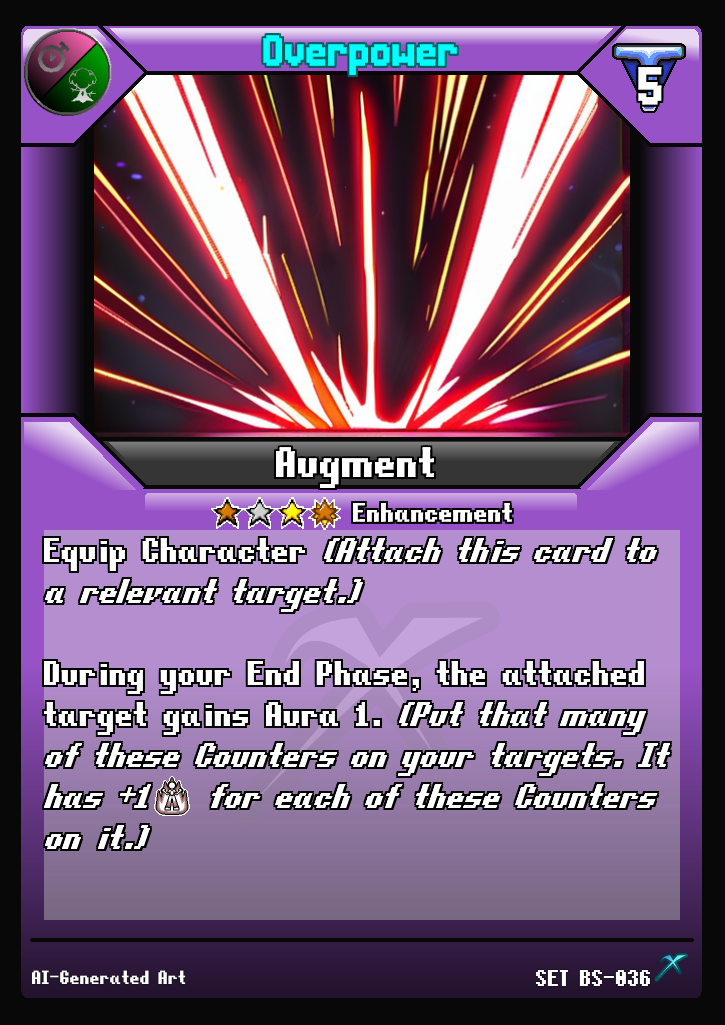 Overpower
5
Augment
Enhancement
Equip Character (Attach this card to
a relevant target.)
During your End Phase, the attached
target gains Aura 1. (Put that many
of these Counters on your targets. It
has +1 for each of these Counters
on it.)
AI-Generated Art
SET BS-036